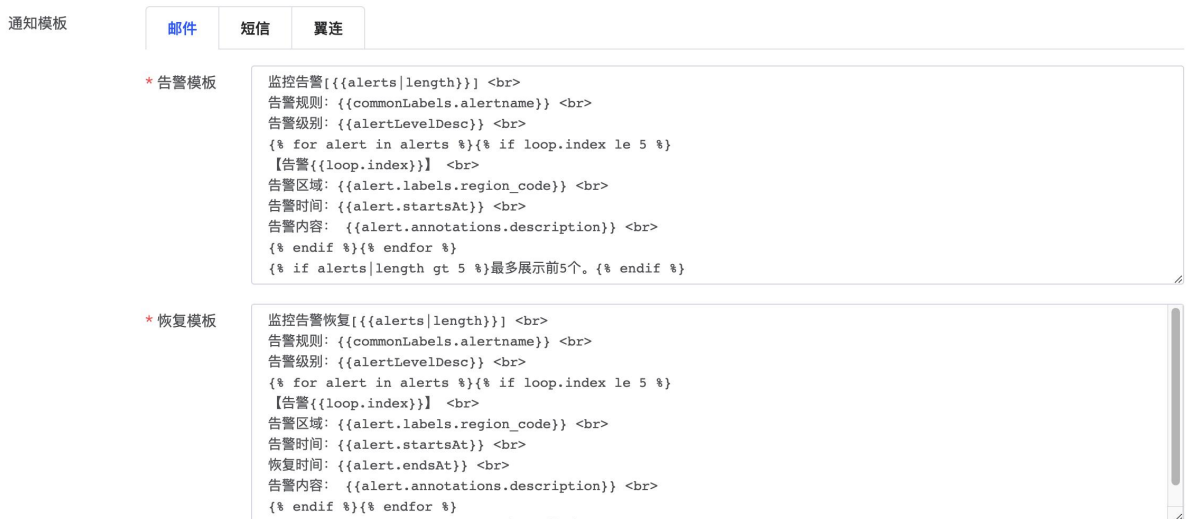 通知模板
邮件 短信 翼连
* 告警模板
监控告警[{{alerts|length}}] <br>
告警规则：{{commonLabels.alertname}} <br>
告警级别：{{alertLevelDesc}} <br>
{% for alert in alerts %}{% if loop.index le 5 %}
【告警{{loop.index}}】 <br>
告警区域：{{alert.labels.region_code}} <br>
告警时间：{{alert.startsAt}} <br>
告警内容： {{alert.annotations.description}} <br>
{% endif %}{% endfor %}
{% if alerts|length gt 5 %}最多展示前5个。{% endif %}
* 恢复模板
监控告警恢复[{{alerts|length}}] <br>
告警规则：{{commonLabels.alertname}} <br>
告警级别：{{alertLevelDesc}} <br>
{% for alert in alerts %}{% if loop.index le 5 %}
【告警{{loop.index}}】 <br>
告警区域：{{alert.labels.region_code}} <br>
告警时间：{{alert.startsAt}} <br>
恢复时间：{{alert.endsAt}} <br>
告警内容： {{alert.annotations.description}} <br>
{% endif %}{% endfor %}